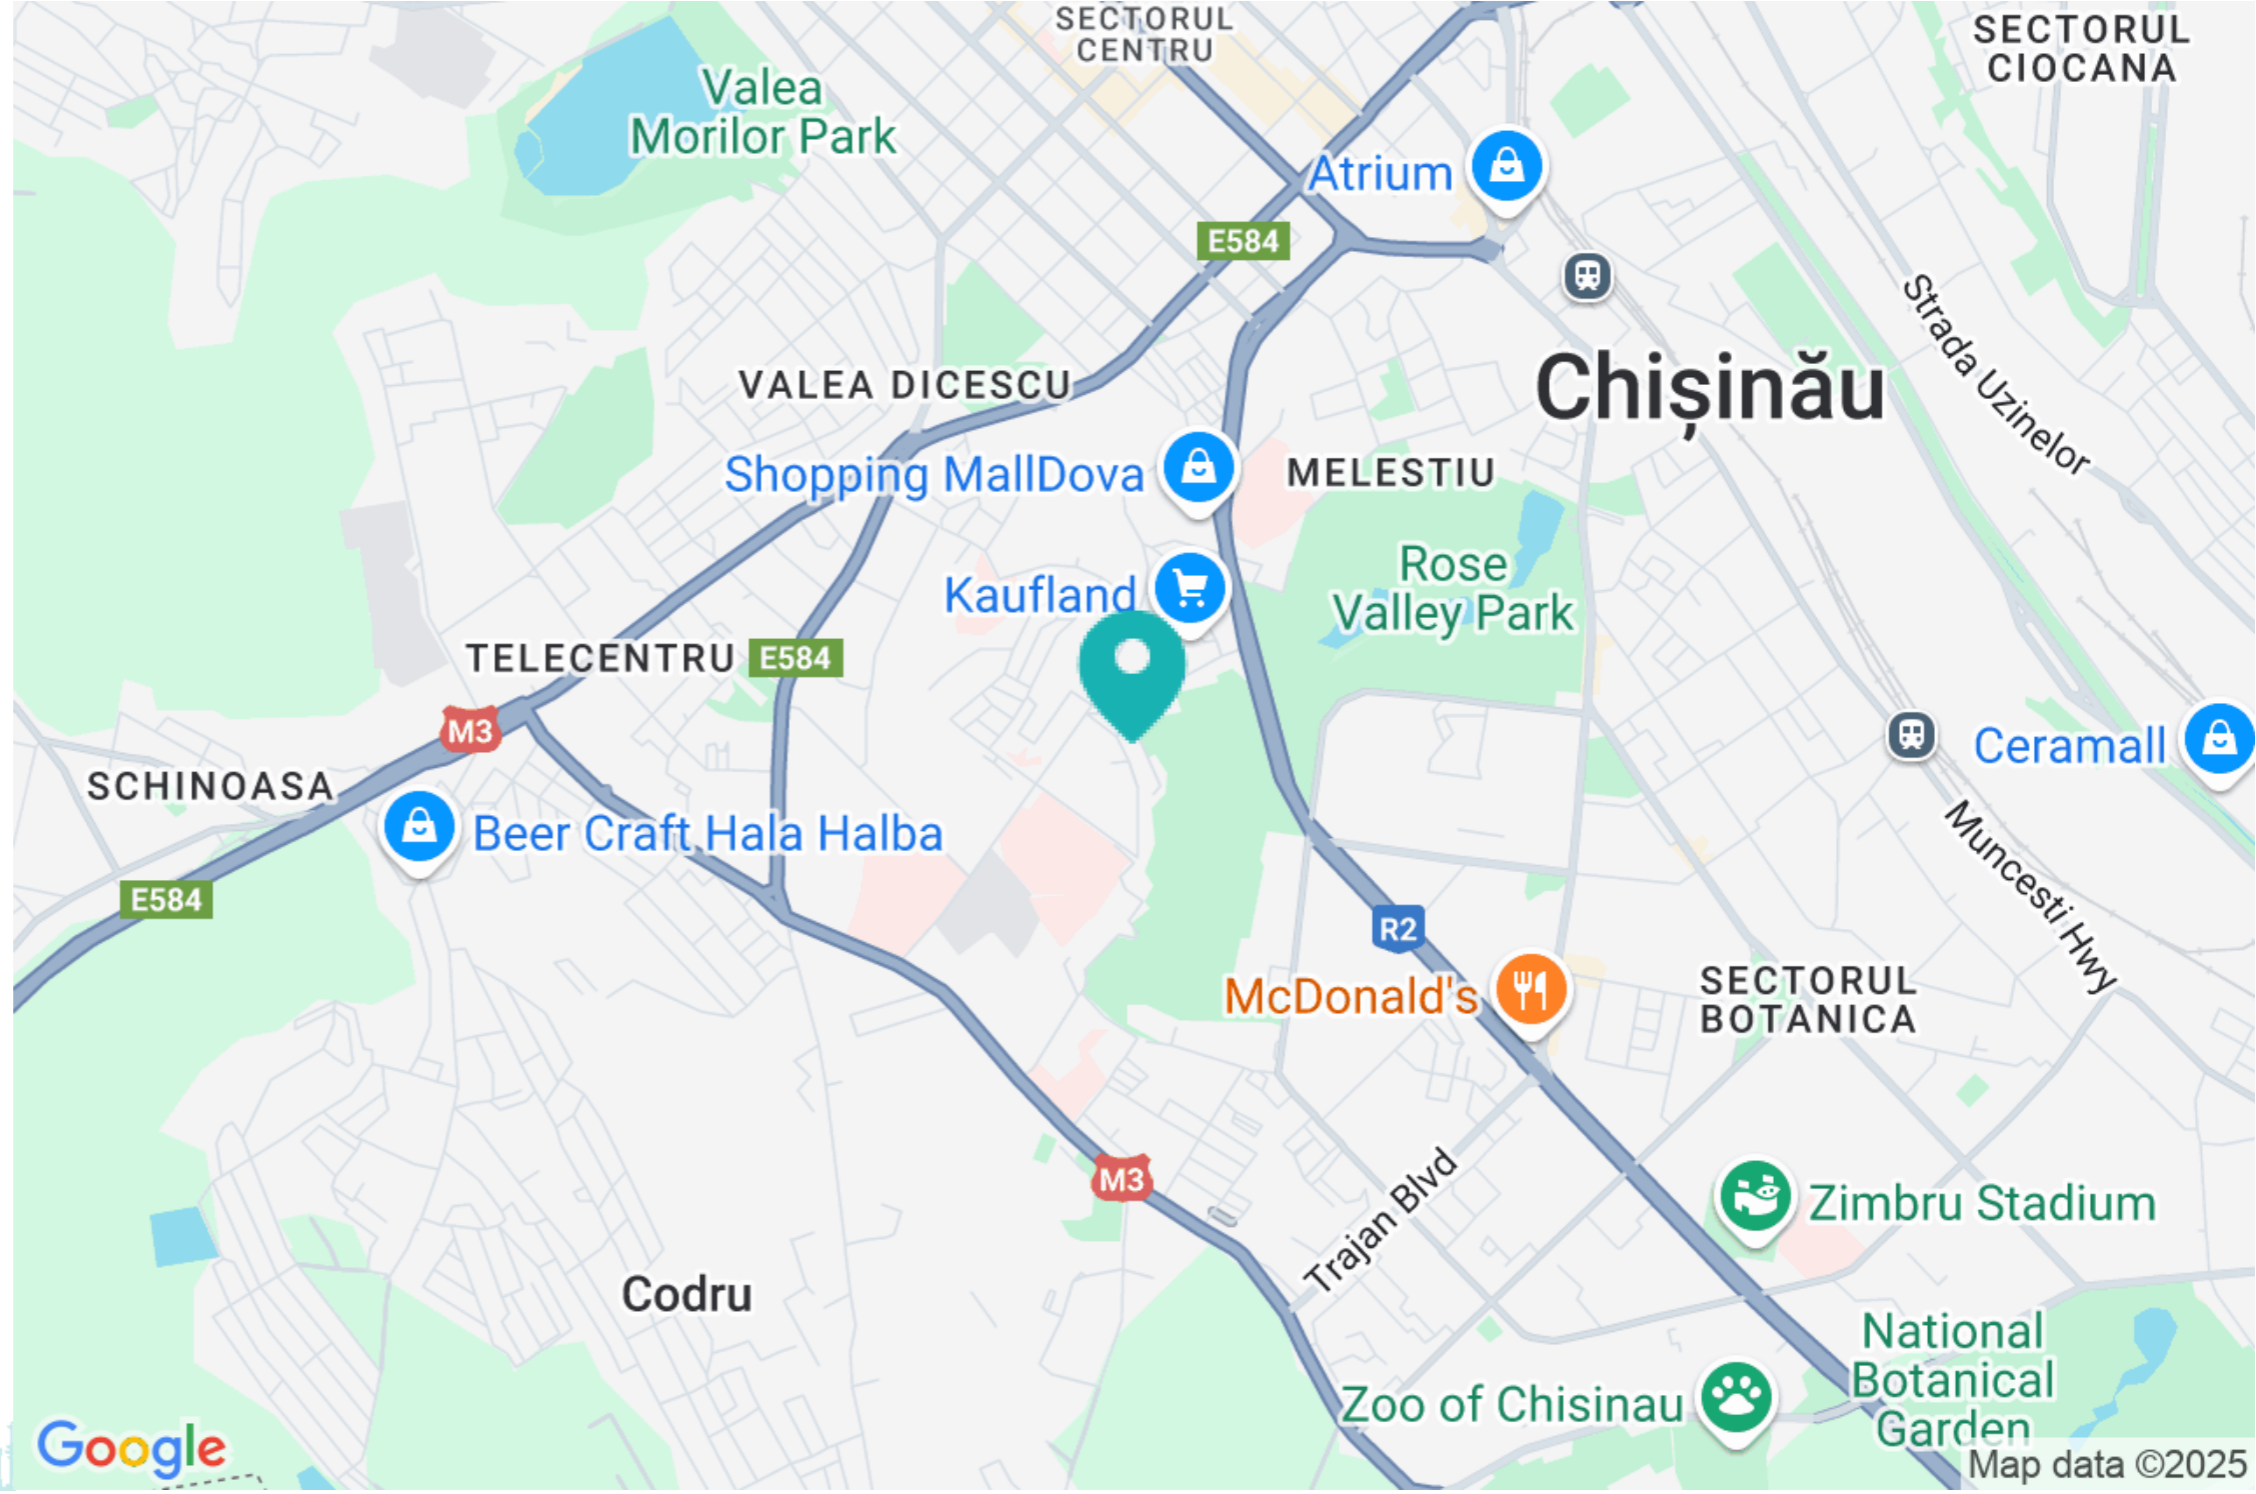 SECTORUL
CENTRU
SECTORUL
CIOCANA
Valea
Morilor Park
Atrium
E584
Strada Uzinelor
Chișinău
VALEA DICESCU
Shopping MallDova
MELESTIU
Rose
Valley Park
Kaufland
TELECENTRU
E584
M3
Ceramall
SCHINOASA
Beer Craft Hala Halba
E584
Muncesti Hwy
R2
McDonald's
SECTORUL
BOTANICA
M3
Trajan Blvd
Zimbru Stadium
Codru
National
Botanical
Garden
Zoo of Chisinau
Google
Map data ©2025